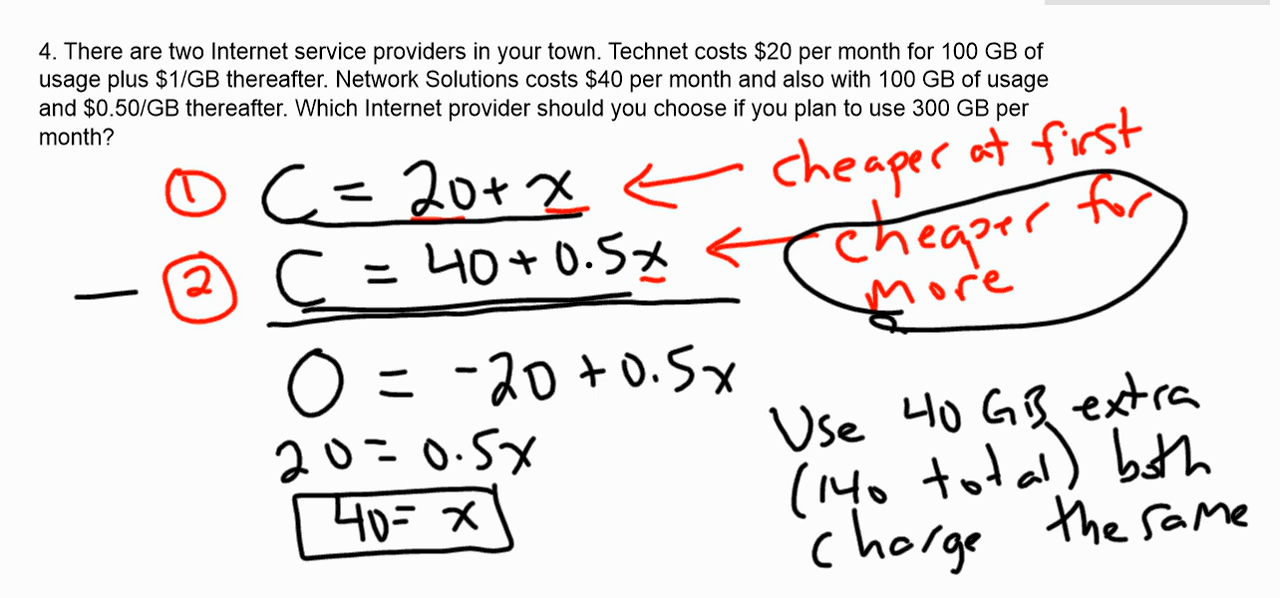 4. There are two Internet service providers in your town. Technet costs $20 per month for 100 GB of
usage plus $1/GB thereafter. Network Solutions costs $40 per month and also with 100 GB of usage
and $0.50/GB thereafter. Which Internet provider should you choose if you plan to use 300 GB per
month?
① C = 20 + x ← cheaper at first
− ② C = 40 + 0.5x ← cheaper for
more
0 = -20 + 0.5x
20 = 0.5x
40 = x
Use 40 GB extra
(140 total) both
charge the same